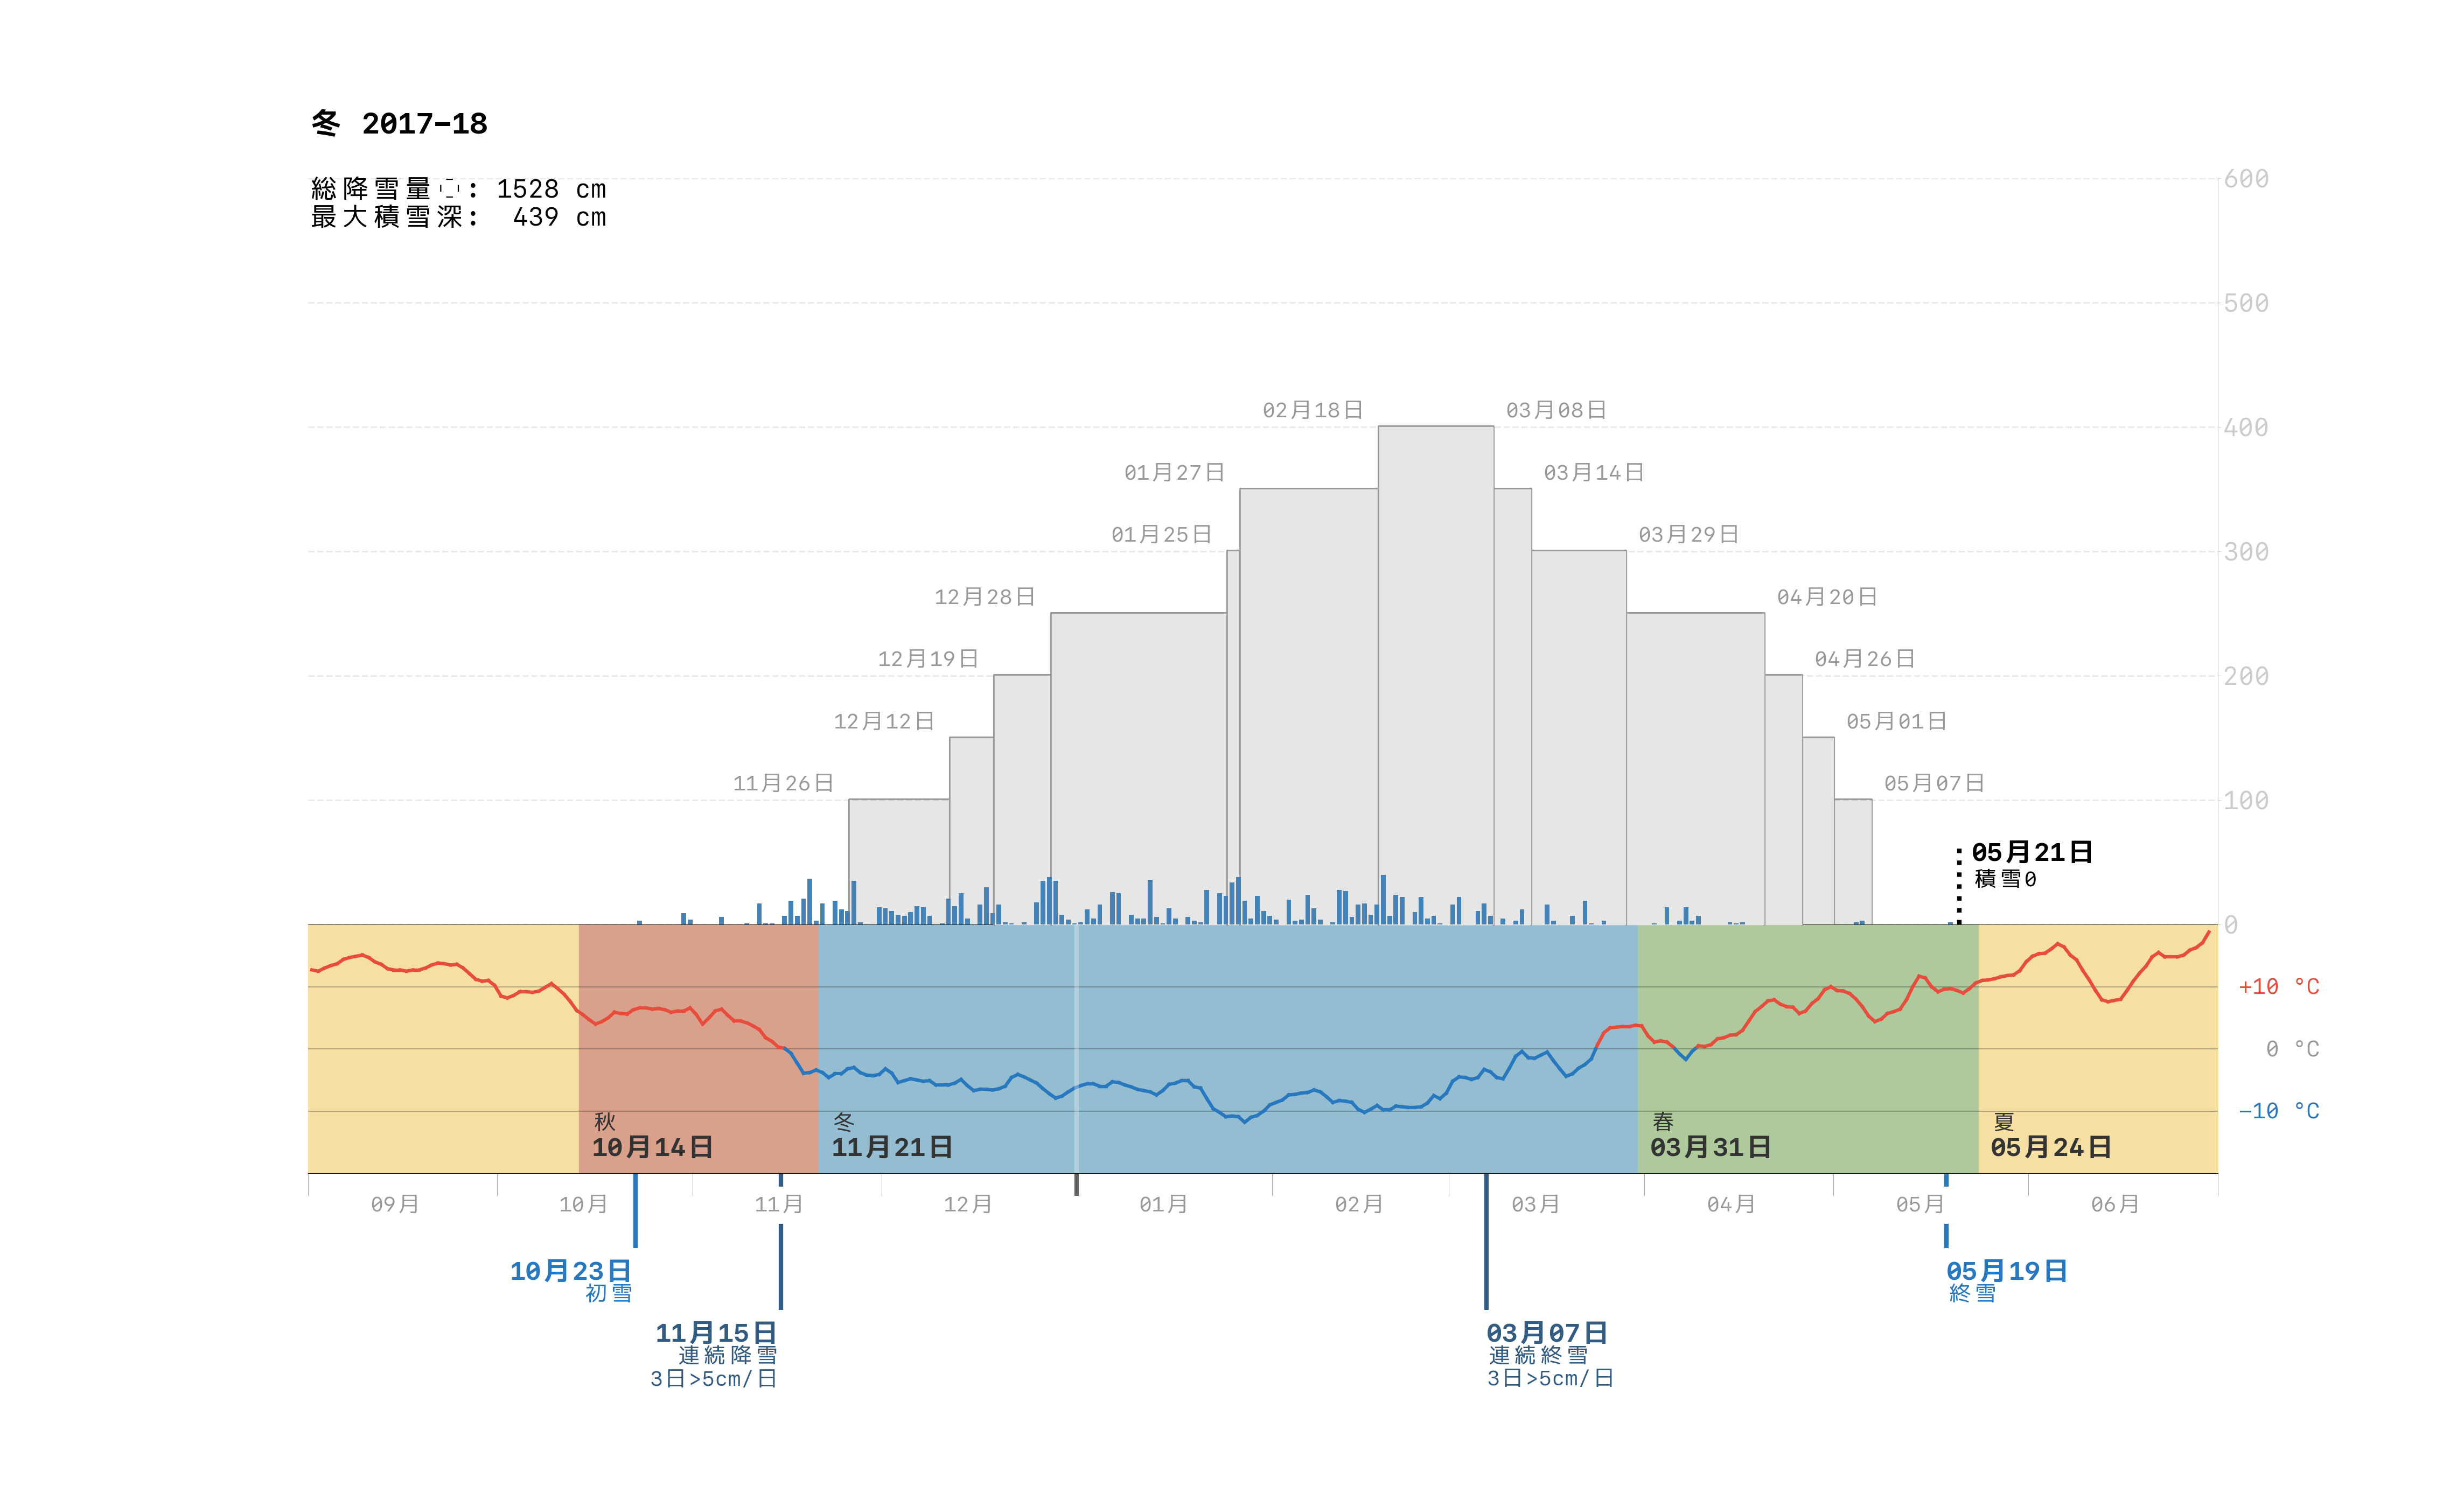 冬 2017-18
総降雪量: 1528 cm
最大積雪深: 439 cm
600
500
400
300
200
100
0
02月18日
03月08日
01月27日
03月14日
01月25日
03月29日
12月28日
04月20日
12月19日
04月26日
12月12日
05月01日
11月26日
05月07日
05月21日
積雪0
+10 °C
0 °C
-10 °C
秋
10月14日
冬
11月21日
春
03月31日
夏
05月24日
09月
10月
11月
12月
01月
02月
03月
04月
05月
06月
10月23日
初雪
05月19日
終雪
11月15日
連続降雪
3日>5cm/日
03月07日
連続終雪
3日>5cm/日